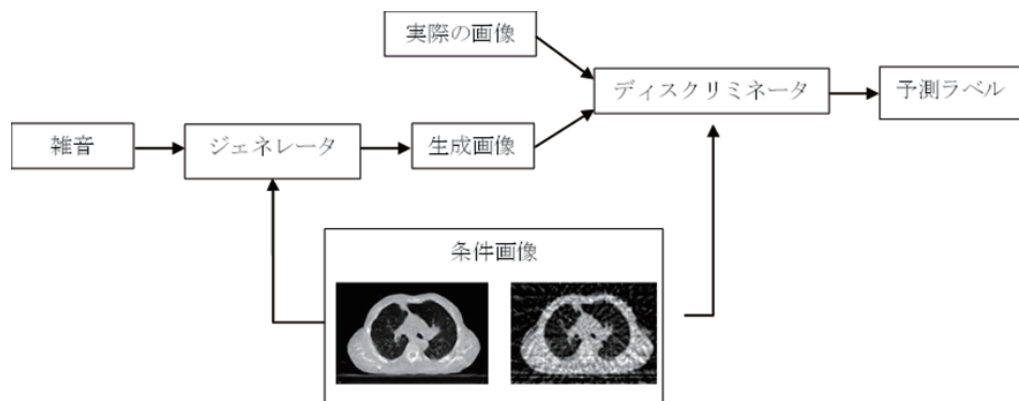 実際の画像
ディスクリミネータ
予測ラベル
雑音
ジェネレータ
生成画像
条件画像